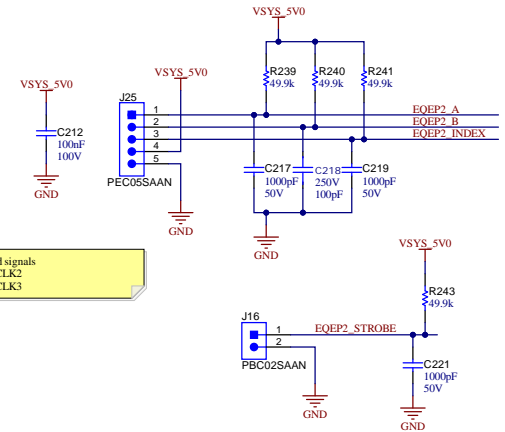 VSYS_5V0
VSYS_5V0
VSYS_5V0
R239
49.9k
R240
49.9k
R241
49.9k
J25
1
2
3
4
5
PEC05SAAN
C212
100nF
100V
GND
EQEP2_A
EQEP2_B
EQEP2_INDEX
C217
1000pF
50V
C218
250V
100pF
C219
1000pF
50V
GND
GND
signals
CLK2
CLK3
VSYS_5V0
R243
49.9k
J16
1
2
PBC02SAAN
EQEP2_STROBE
C221
1000pF
50V
GND
GND